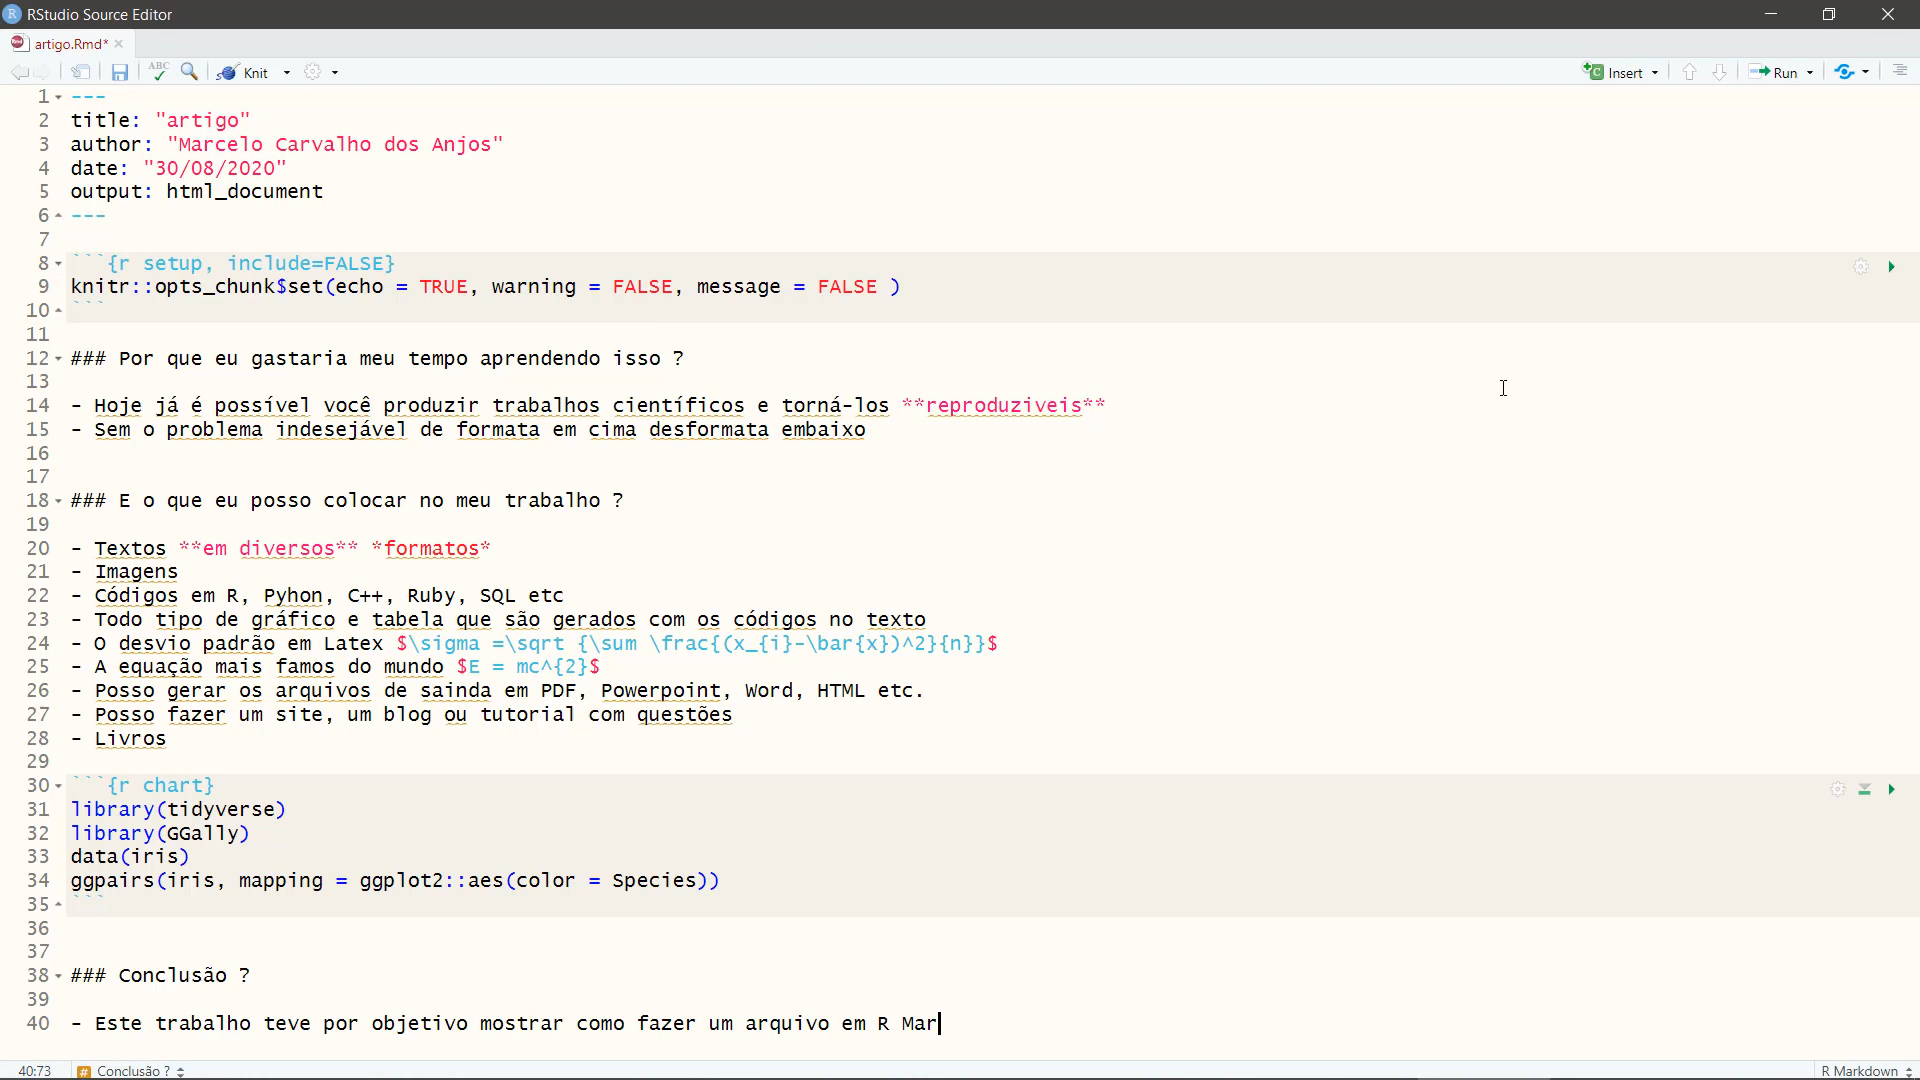 RStudio Source Editor
artigo.Rmd*
ABC
Knit
Insert
Run
1 ---
2 title: "artigo"
3 author: "Marcelo Carvalho dos Anjos"
4 date: "30/08/2020"
5 output: html_document
6 ---
7
8 ```{r setup, include=FALSE}
9 knitr::opts_chunk$set(echo = TRUE, warning = FALSE, message = FALSE )
10 ```
11
12 ### Por que eu gastaria meu tempo aprendendo isso ?
13
14 - Hoje já é possível você produzir trabalhos científicos e torná-los **reproduziveis**
15 - Sem o problema indesejável de formata em cima desformata embaixo
16
17
18 ### E o que eu posso colocar no meu trabalho ?
19
20 - Textos **em diversos** *formatos*
21 - Imagens
22 - Códigos em R, Pyhon, C++, Ruby, SQL etc
23 - Todo tipo de gráfico e tabela que são gerados com os códigos no texto
24 - O desvio padrão em Latex $\sigma =\sqrt {\sum \frac{(x_{i}-\bar{x})^2}{n}}$
25 - A equação mais famos do mundo $E = mc^{2}$
26 - Posso gerar os arquivos de sainda em PDF, Powerpoint, Word, HTML etc.
27 - Posso fazer um site, um blog ou tutorial com questões
28 - Livros
29
30 ```{r chart}
31 library(tidyverse)
32 library(GGally)
33 data(iris)
34 ggpairs(iris, mapping = ggplot2::aes(color = Species))
35 ```
36
37
38 ### Conclusão ?
39
40 - Este trabalho teve por objetivo mostrar como fazer um arquivo em R Mar
40:73 # Conclusão ?
R Markdown